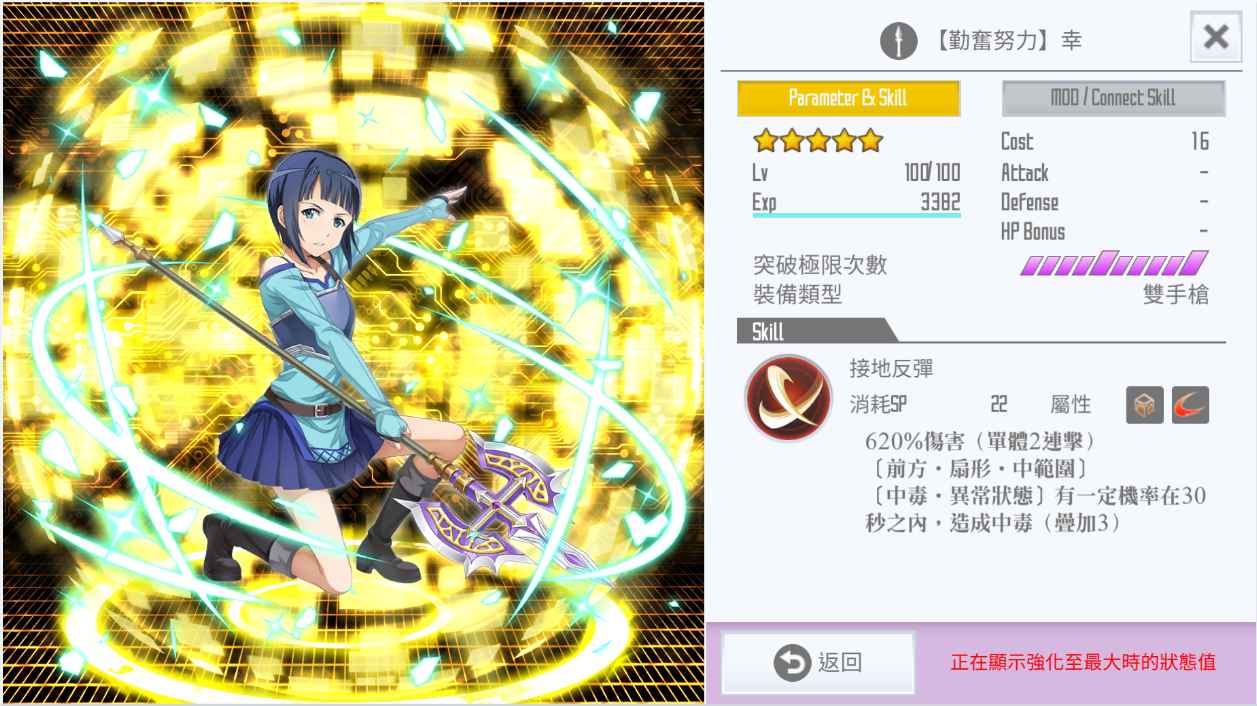 【勤奮努力】幸
Parameter & Skill
MOD / Connect Skill
Lv 100/100
Exp 3382
Cost 16
Attack -
Defense -
HP Bonus -
突破極限次數
裝備類型 雙手槍
Skill
接地反彈
消耗SP 22 屬性
620%傷害（單體2連擊）
〔前方・扇形・中範圍〕
〔中毒・異常狀態〕有一定機率在30
秒之內，造成中毒（疊加3）
返回
正在顯示強化至最大時的狀態值